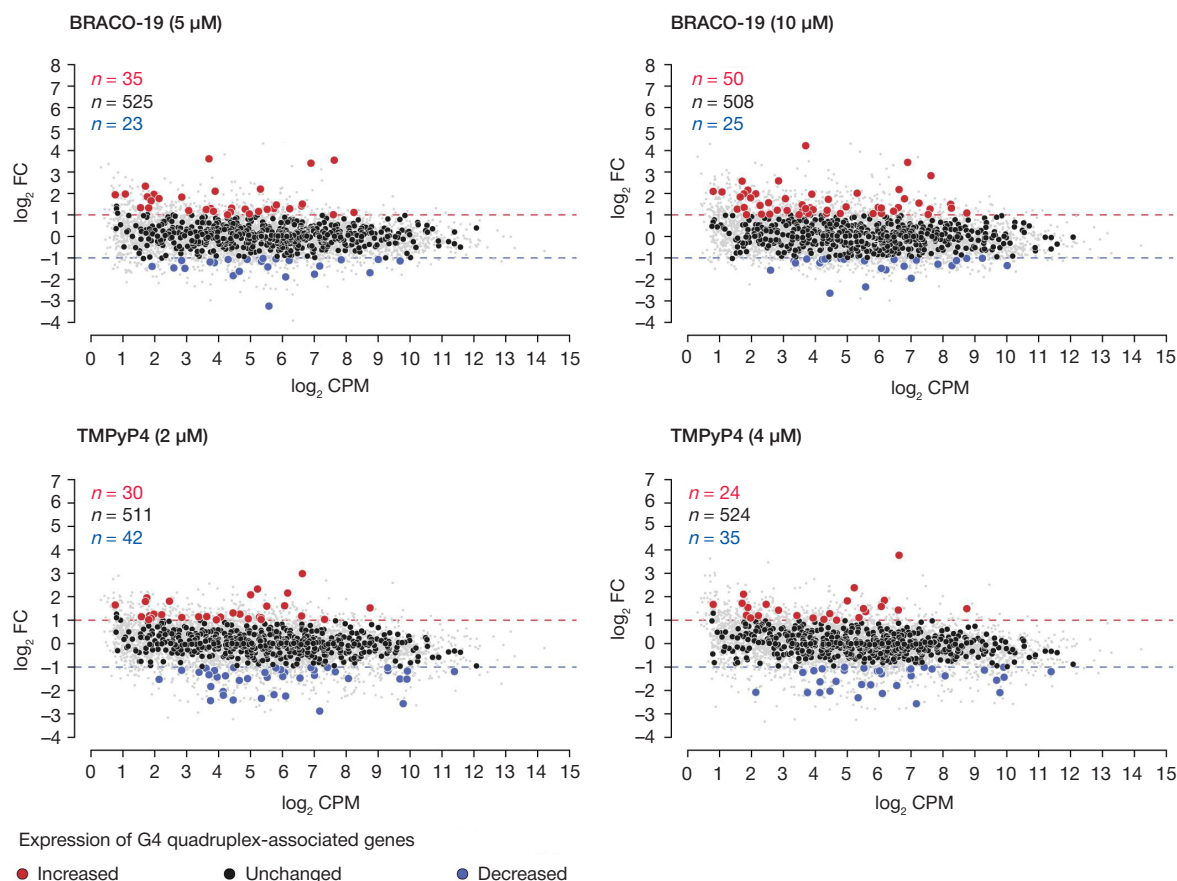 BRACO-19 (5 µM)
8
7
6
5
4
3
2
1
0
–1
–2
–3
–4
log2 FC
n = 35
n = 525
n = 23
0 1 2 3 4 5 6 7 8 9 10 11 12 13 14 15
log2 CPM
BRACO-19 (10 µM)
8
7
6
5
4
3
2
1
0
–1
–2
–3
–4
log2 FC
n = 50
n = 508
n = 25
0 1 2 3 4 5 6 7 8 9 10 11 12 13 14 15
log2 CPM
TMPyP4 (2 µM)
7
6
5
4
3
2
1
0
–1
–2
–3
–4
log2 FC
n = 30
n = 511
n = 42
0 1 2 3 4 5 6 7 8 9 10 11 12 13 14 15
log2 CPM
TMPyP4 (4 µM)
7
6
5
4
3
2
1
0
–1
–2
–3
–4
log2 FC
n = 24
n = 524
n = 35
0 1 2 3 4 5 6 7 8 9 10 11 12 13 14 15
log2 CPM
Expression of G4 quadruplex-associated genes
Increased Unchanged Decreased